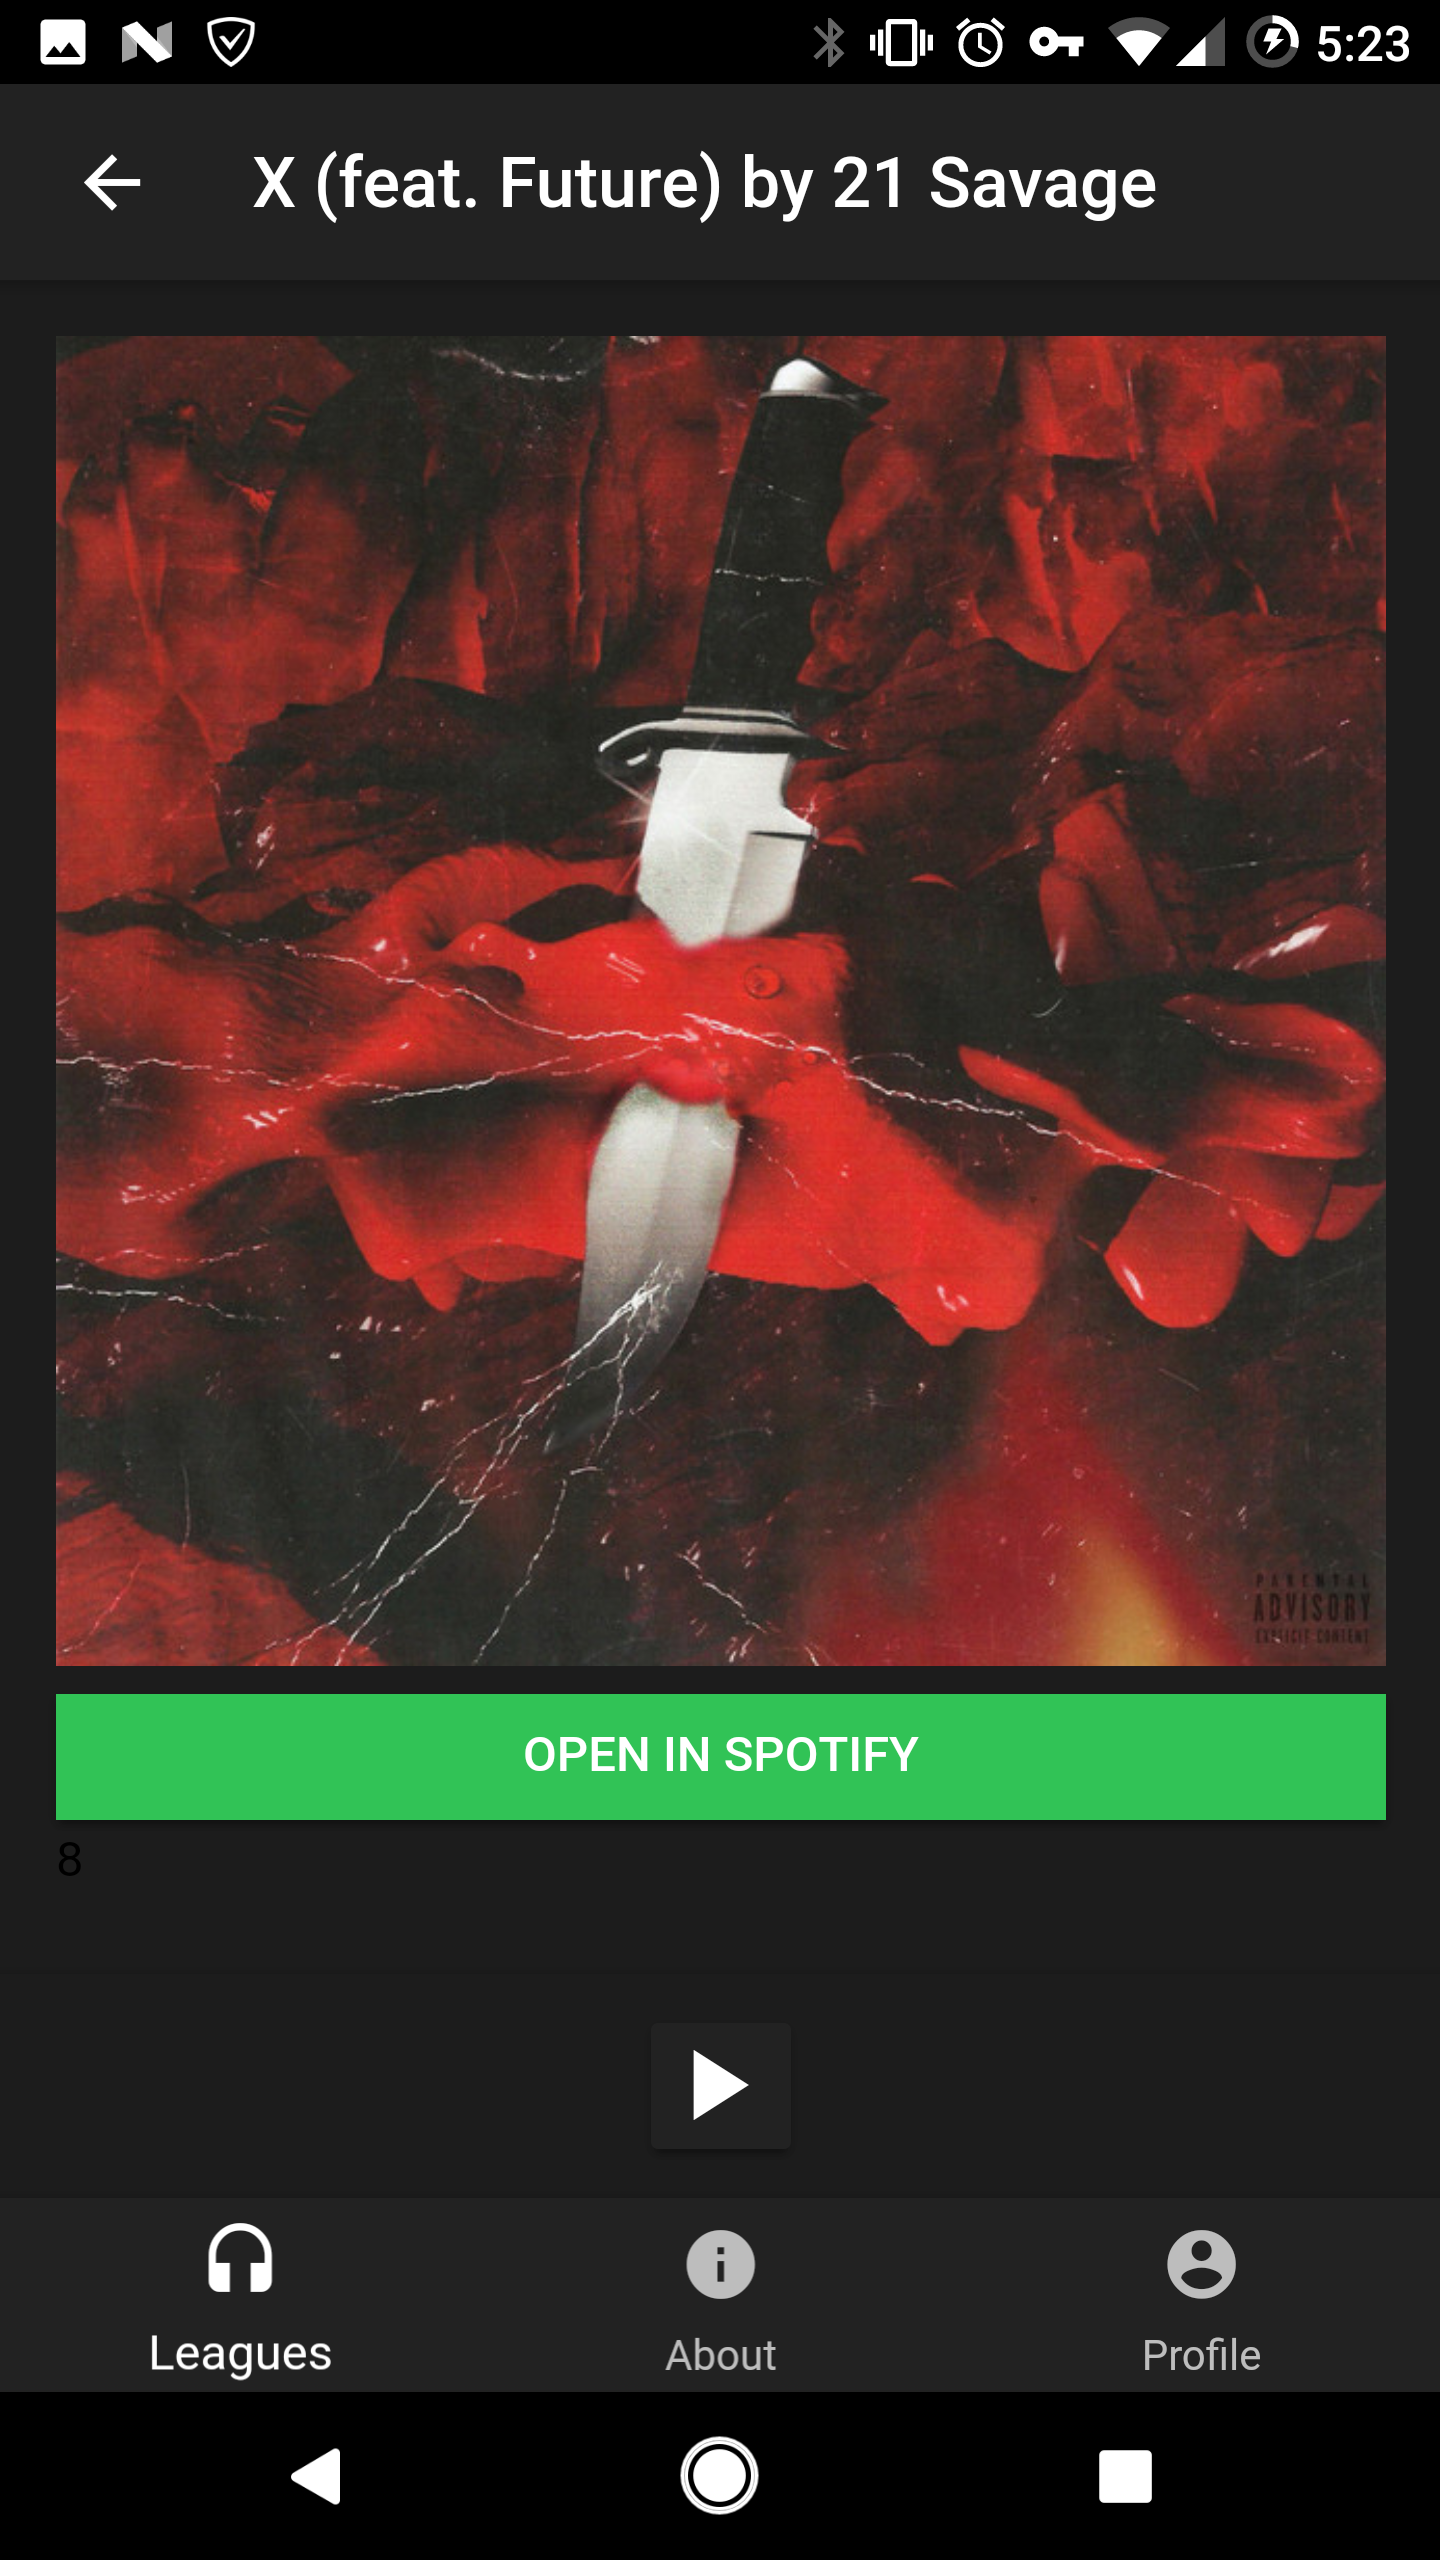 5:23
X (feat. Future) by 21 Savage
PARENTAL
ADVISORY
EXPLICIT CONTENT
OPEN IN SPOTIFY
8
Leagues
About
Profile